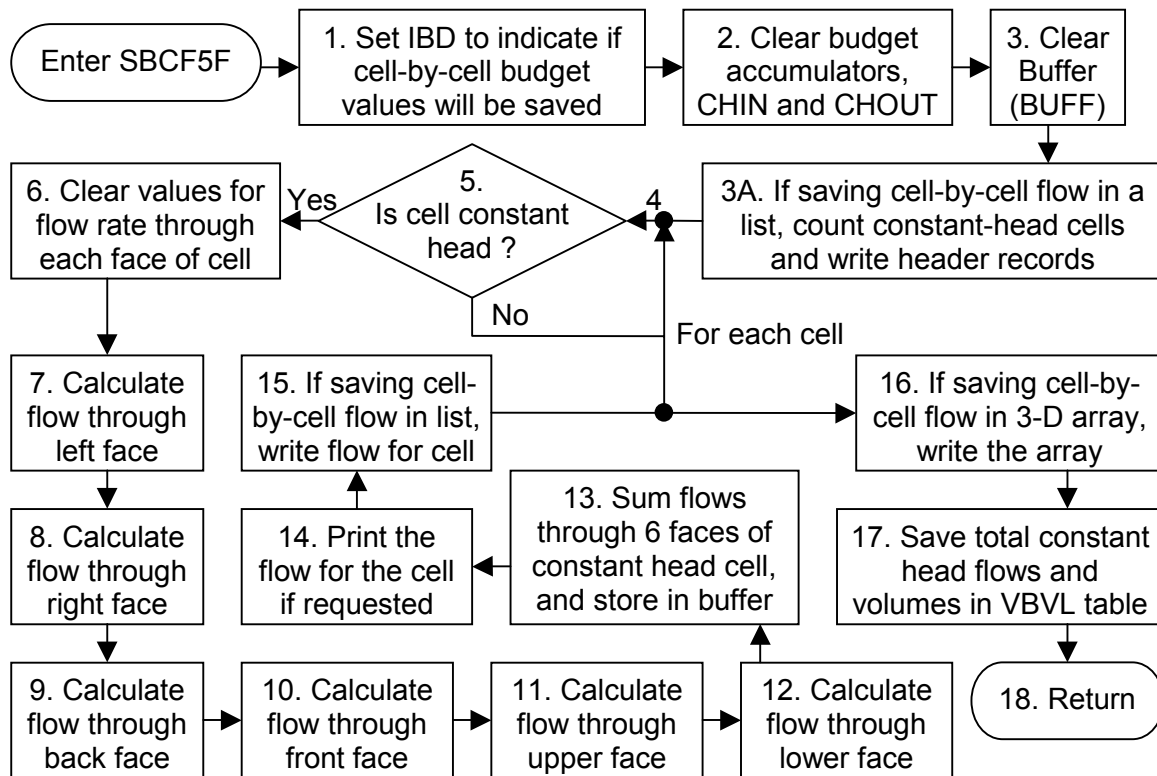 Enter SBCF5F
1. Set IBD to indicate if
cell-by-cell budget
values will be saved
2. Clear budget
accumulators,
CHIN and CHOUT
3. Clear
Buffer
(BUFF)
3A. If saving cell-by-cell flow in a
list, count constant-head cells
and write header records
4
5.
Is cell constant
head ?
Yes
No
For each cell
6. Clear values for
flow rate through
each face of cell
7. Calculate
flow through
left face
8. Calculate
flow through
right face
9. Calculate
flow through
back face
10. Calculate
flow through
front face
11. Calculate
flow through
upper face
12. Calculate
flow through
lower face
13. Sum flows
through 6 faces of
constant head cell,
and store in buffer
14. Print the
flow for the cell
if requested
15. If saving cell-
by-cell flow in list,
write flow for cell
16. If saving cell-by-
cell flow in 3-D array,
write the array
17. Save total constant
head flows and
volumes in VBVL table
18. Return